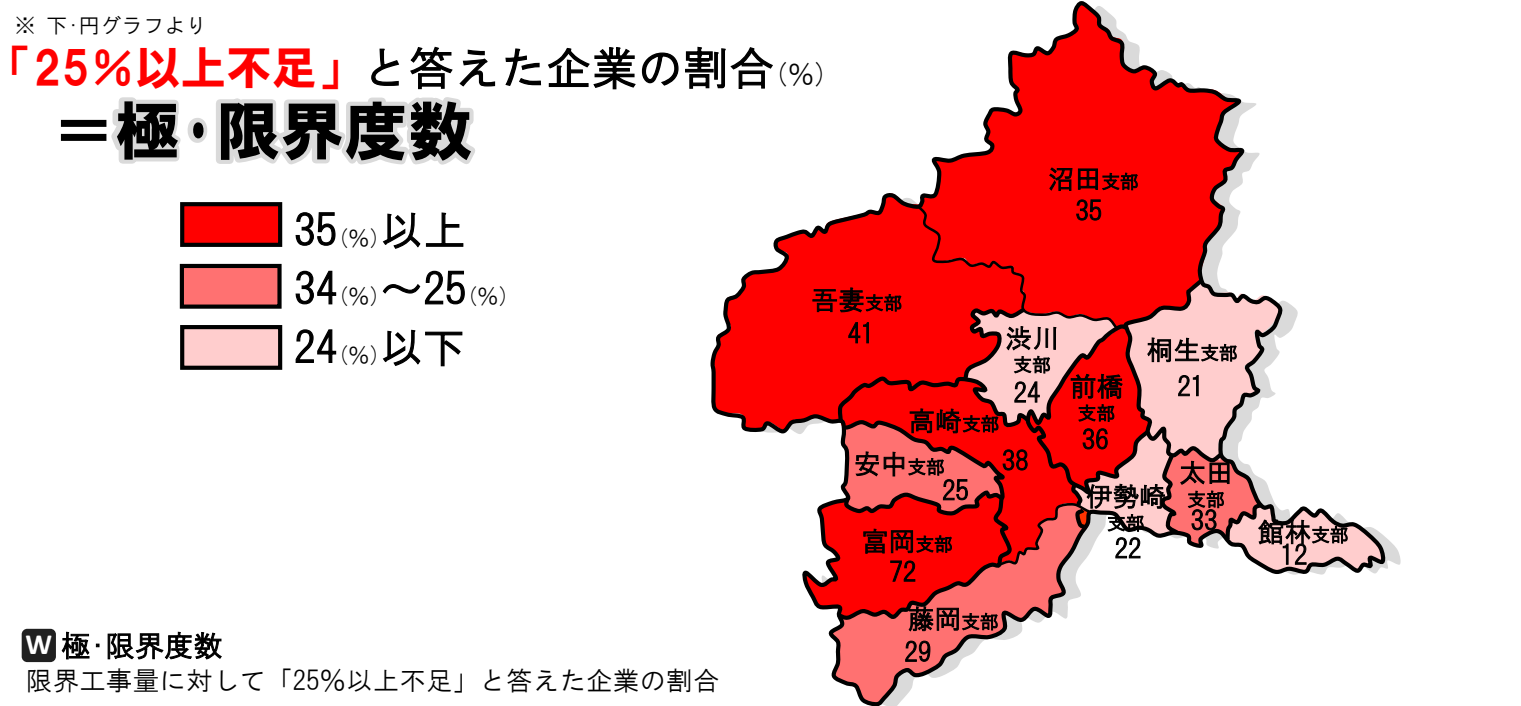 ※ 下・円グラフより
「25%以上不足」と答えた企業の割合(%)
=極・限界度数
35(%)以上
34(%)〜25(%)
24(%)以下
沼田支部
35
吾妻支部
41
渋川
支部
24
桐生支部
21
前橋
支部
36
高崎支部
38
安中支部
25
太田
支部
33
伊勢崎
支部
22
館林支部
12
富岡支部
72
藤岡支部
29
W 極・限界度数
限界工事量に対して「25%以上不足」と答えた企業の割合